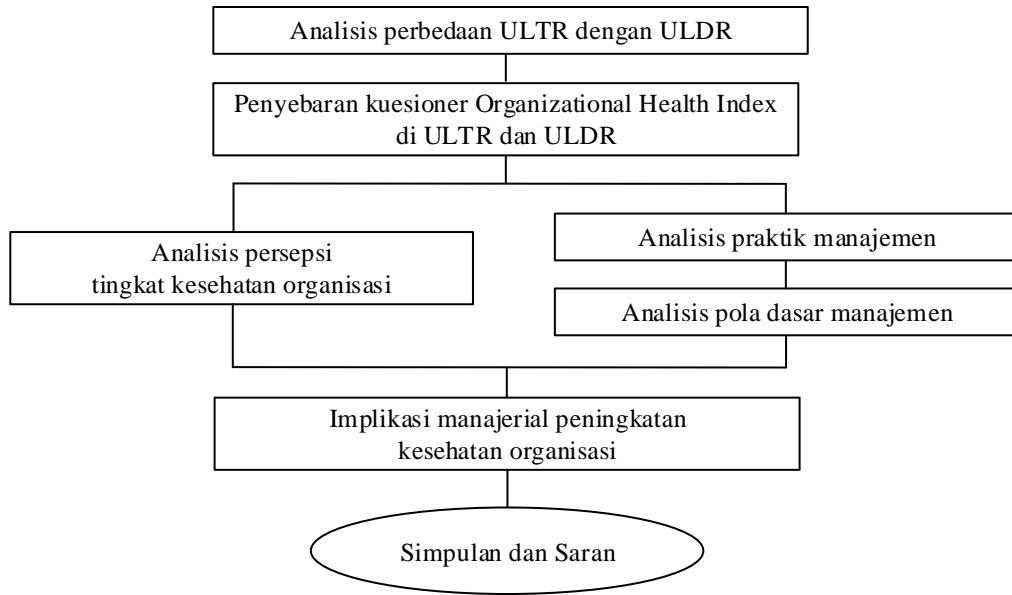 Analisis perbedaan ULTR dengan ULDR
Penyebaran kuesioner Organizational Health Index
di ULTR dan ULDR
Analisis persepsi
tingkat kesehatan organisasi
Analisis praktik manajemen
Analisis pola dasar manajemen
Implikasi manajerial peningkatan
kesehatan organisasi
Simpulan dan Saran